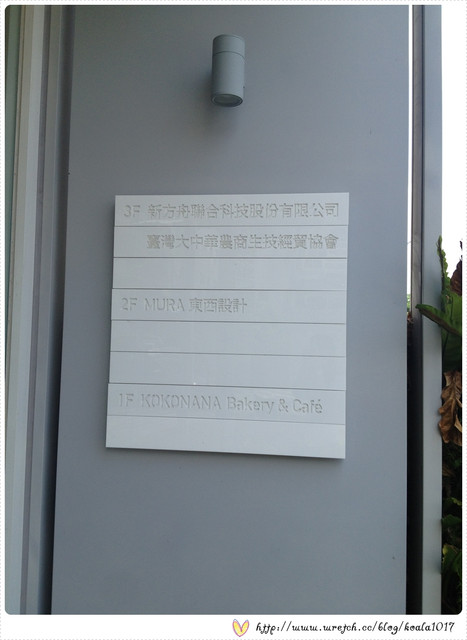 3F 新方舟聯合科技股份有限公司
臺灣大中華農商生技經貿協會
2F MURA 東西設計
1F KOKOMANA Bakery & Café
http://www.wretch.cc/blog/koala1017